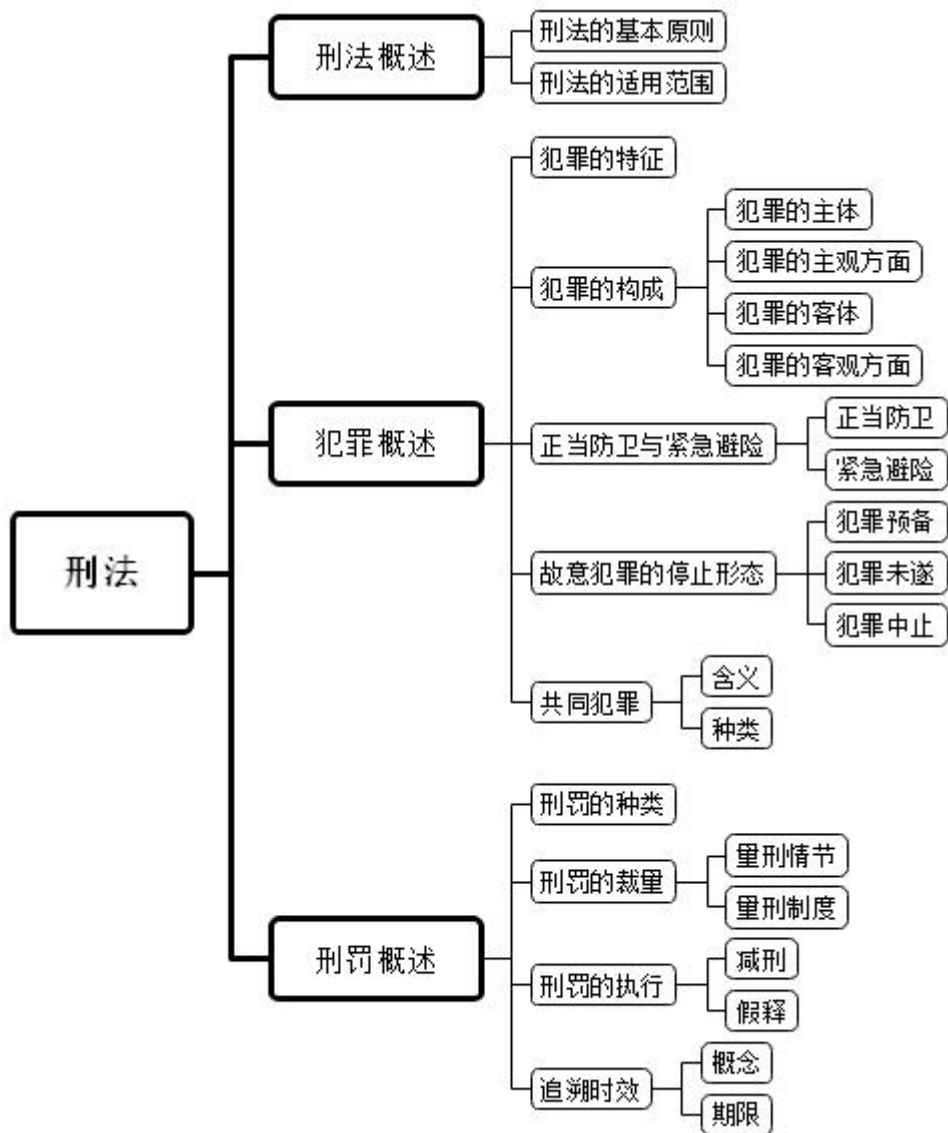 刑法
刑法概述
刑法的基本原则
刑法的适用范围
犯罪概述
犯罪的特征
犯罪的构成
犯罪的主体
犯罪的主观方面
犯罪的客体
犯罪的客观方面
正当防卫与紧急避险
正当防卫
紧急避险
故意犯罪的停止形态
犯罪预备
犯罪未遂
犯罪中止
共同犯罪
含义
种类
刑罚概述
刑罚的种类
刑罚的裁量
量刑情节
量刑制度
刑罚的执行
减刑
假释
追溯时效
概念
期限